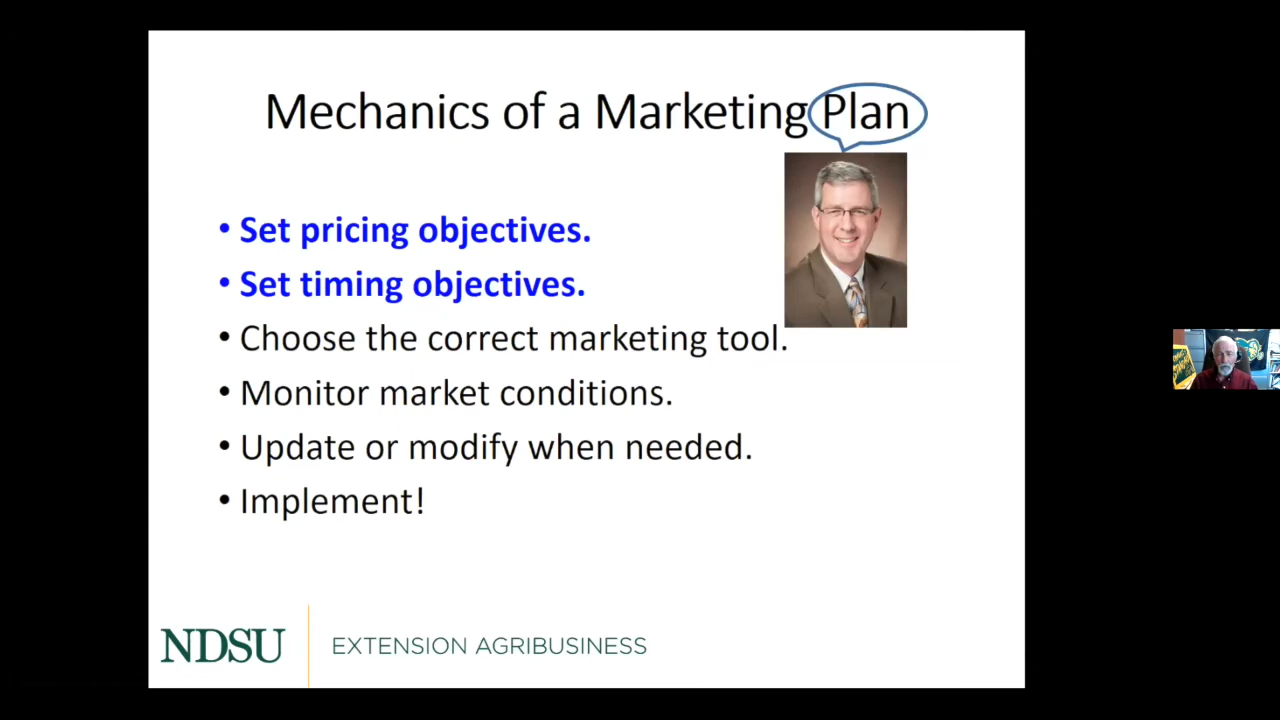 Mechanics of a Marketing Plan
• Set pricing objectives.
• Set timing objectives.
• Choose the correct marketing tool.
• Monitor market conditions.
• Update or modify when needed.
• Implement!
NDSU
EXTENSION AGRIBUSINESS